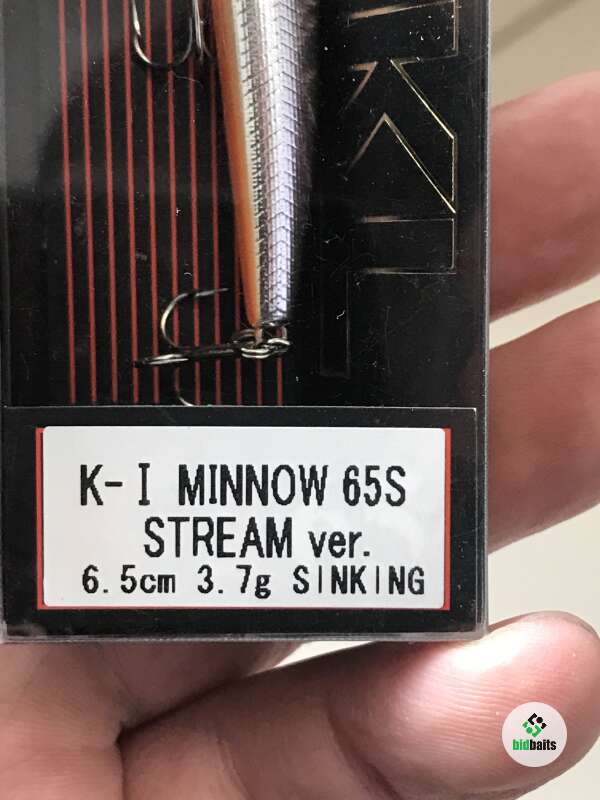 K-I MINNOW 65S
STREAM ver.
6.5cm 3.7g SINKING
bidbaits